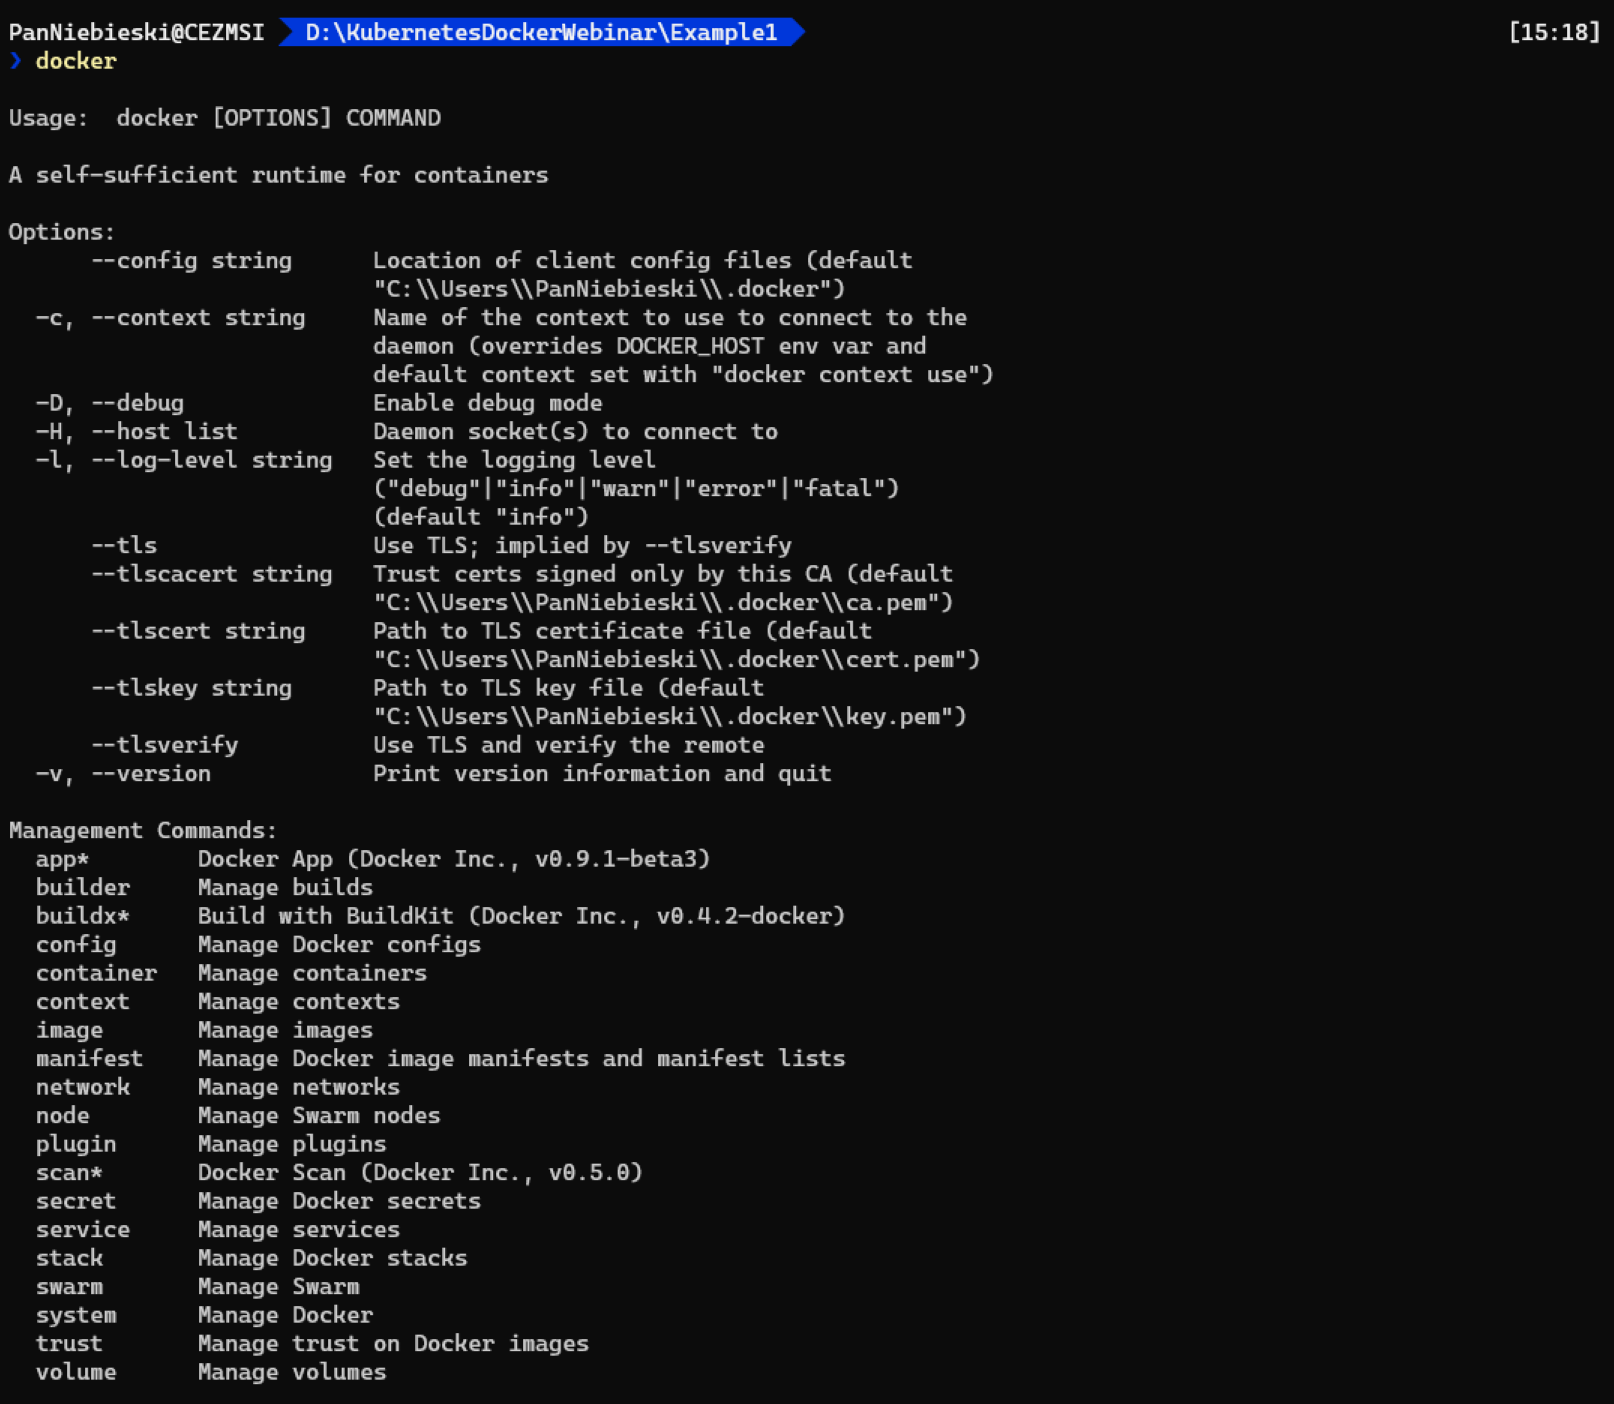 PanNiebieski@CEZMSI D:\KubernetesDockerWebinar\Example1 [15:18]
❯ docker
Usage:  docker [OPTIONS] COMMAND
A self-sufficient runtime for containers
Options:
      --config string      Location of client config files (default
                           "C:\\Users\\PanNiebieski\\.docker")
  -c, --context string     Name of the context to use to connect to the
                           daemon (overrides DOCKER_HOST env var and
                           default context set with "docker context use")
  -D, --debug              Enable debug mode
  -H, --host list          Daemon socket(s) to connect to
  -l, --log-level string   Set the logging level
                           ("debug"|"info"|"warn"|"error"|"fatal")
                           (default "info")
      --tls                Use TLS; implied by --tlsverify
      --tlscacert string   Trust certs signed only by this CA (default
                           "C:\\Users\\PanNiebieski\\.docker\\ca.pem")
      --tlscert string     Path to TLS certificate file (default
                           "C:\\Users\\PanNiebieski\\.docker\\cert.pem")
      --tlskey string      Path to TLS key file (default
                           "C:\\Users\\PanNiebieski\\.docker\\key.pem")
      --tlsverify          Use TLS and verify the remote
  -v, --version            Print version information and quit
Management Commands:
  app*        Docker App (Docker Inc., v0.9.1-beta3)
  builder     Manage builds
  buildx*     Build with BuildKit (Docker Inc., v0.4.2-docker)
  config      Manage Docker configs
  container   Manage containers
  context     Manage contexts
  image       Manage images
  manifest    Manage Docker image manifests and manifest lists
  network     Manage networks
  node        Manage Swarm nodes
  plugin      Manage plugins
  scan*       Docker Scan (Docker Inc., v0.5.0)
  secret      Manage Docker secrets
  service     Manage services
  stack       Manage Docker stacks
  swarm       Manage Swarm
  system      Manage Docker
  trust       Manage trust on Docker images
  volume      Manage volumes